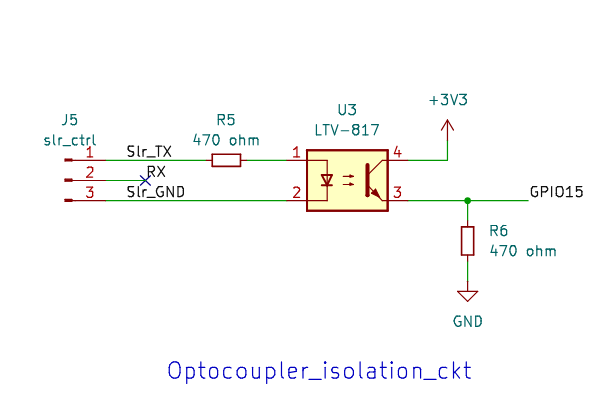 J5
slr_ctrl
1
2
3
Slr_TX
RX
Slr_GND
R5
470 ohm
U3
LTV-817
1
2
4
3
+3V3
GPIO15
R6
470 ohm
GND
Optocoupler_isolation_ckt